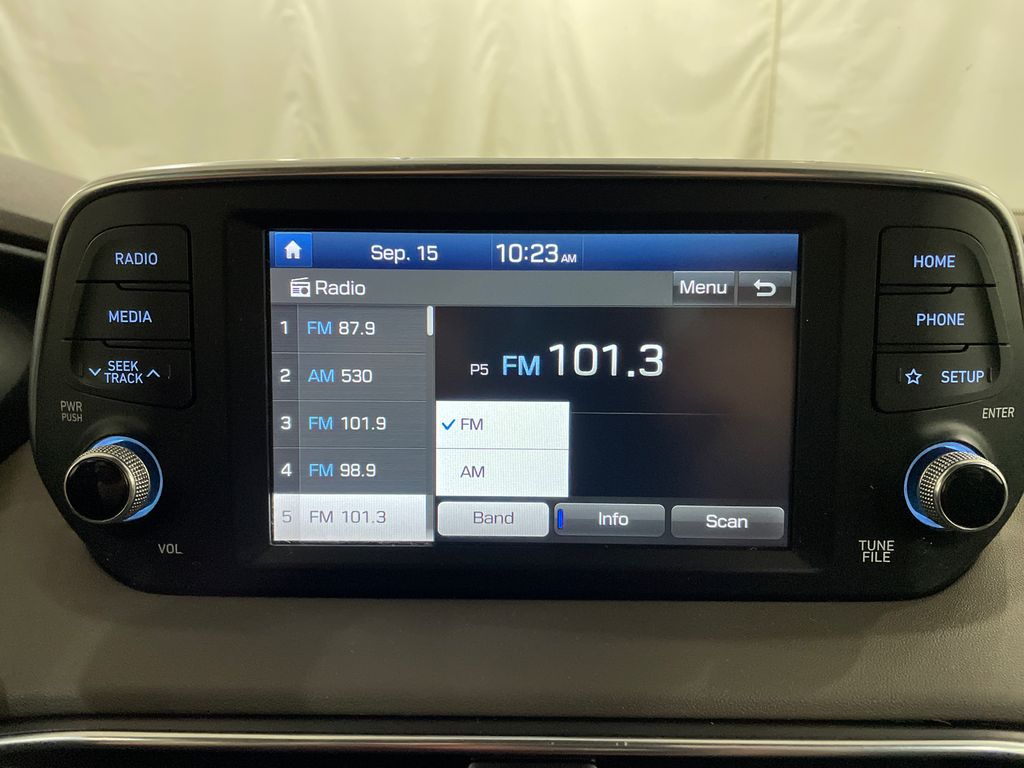 RADIO
MEDIA
SEEK
TRACK
PWR
PUSH
VOL
Sep. 15 10:23 AM
Radio
Menu
1 FM 87.9
2 AM 530
3 FM 101.9
4 FM 98.9
5 FM 101.3
P5 FM 101.3
FM
AM
Band Info Scan
HOME
PHONE
SETUP
ENTER
TUNE
FILE